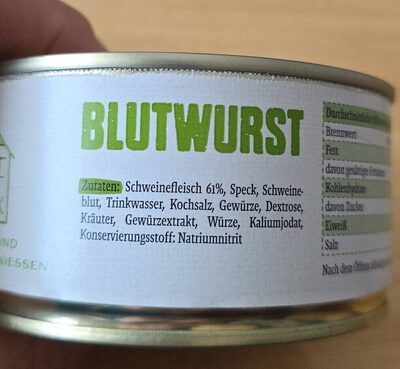 BLUTWURST
Zutaten: Schweinefleisch 61%, Speck, Schweine-
blut, Trinkwasser, Kochsalz, Gewürze, Dextrose,
Kräuter, Gewürzextrakt, Würze, Kaliumjodat,
Konservierungsstoff: Natriumnitrit
Brennwert
Fett
davon gesättigte
Kohlenhydrate
davon Zucker
Eiweiß
Salz
Nach dem Öffnen